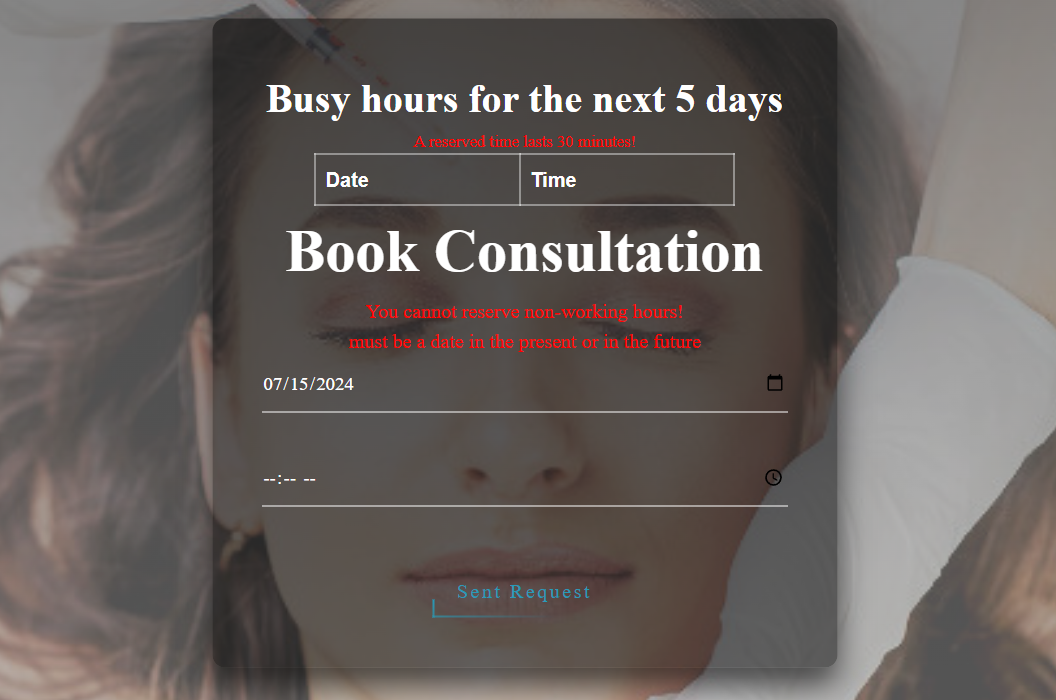 Busy hours for the next 5 days
A reserved time lasts 30 minutes!
Date Time
Book Consultation
You cannot reserve non-working hours!
must be a date in the present or in the future
07/15/2024
--:-- --
Sent Request